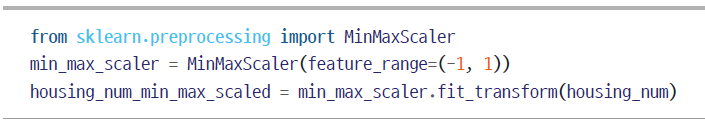 from sklearn.preprocessing import MinMaxScaler
min_max_scaler = MinMaxScaler(feature_range=(-1, 1))
housing_num_min_max_scaled = min_max_scaler.fit_transform(housing_num)